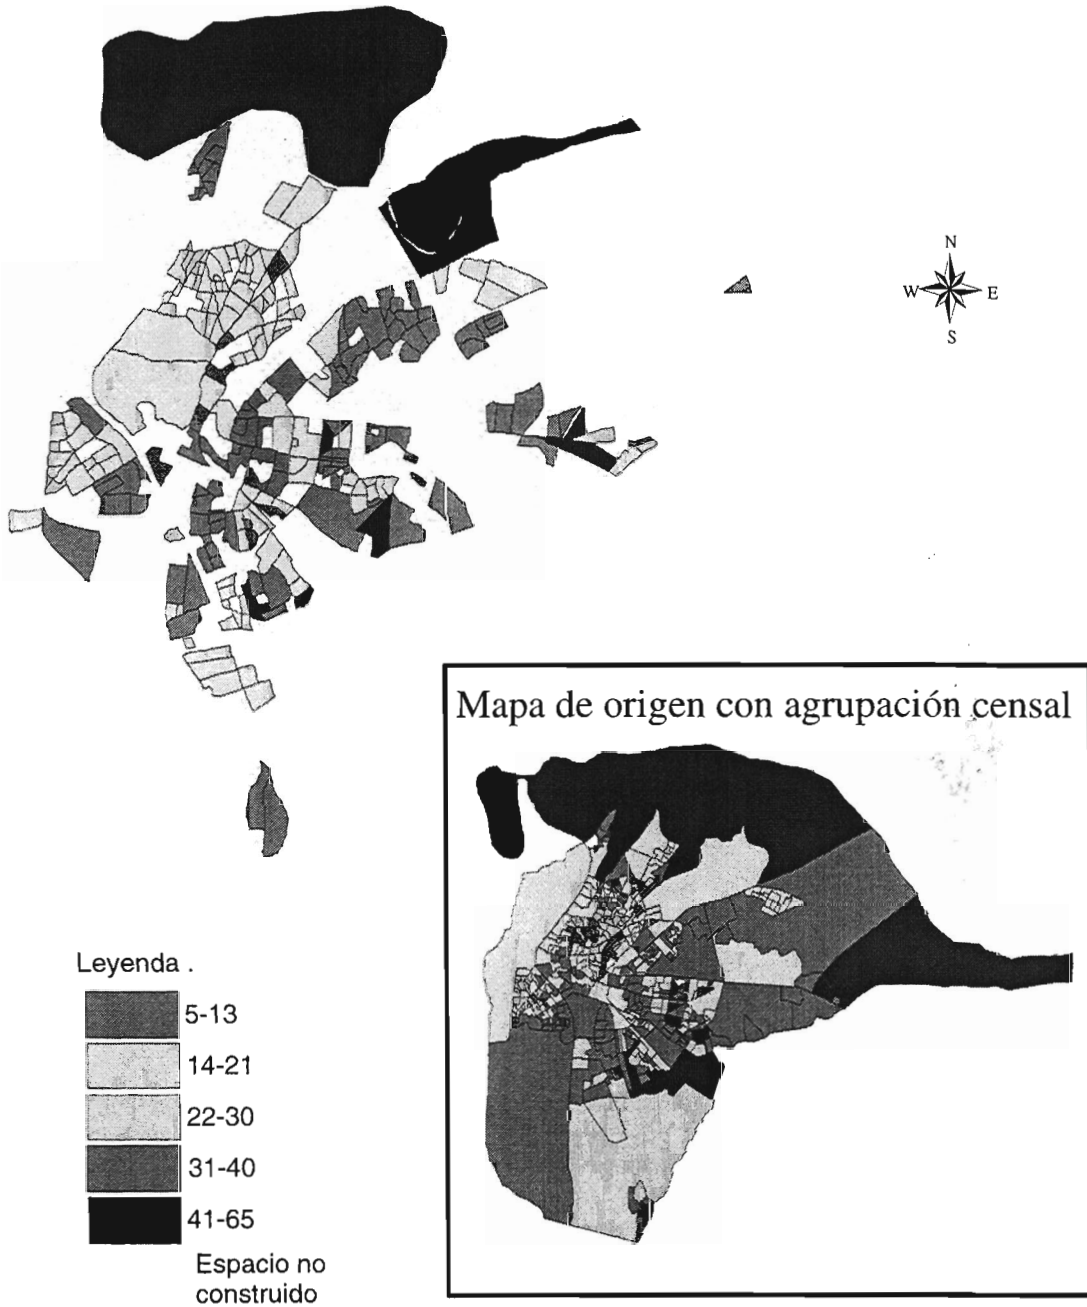 N
W E
S
Mapa de origen con agrupación censal
Leyenda .
5-13
14-21
22-30
31-40
41-65
Espacio no
construido